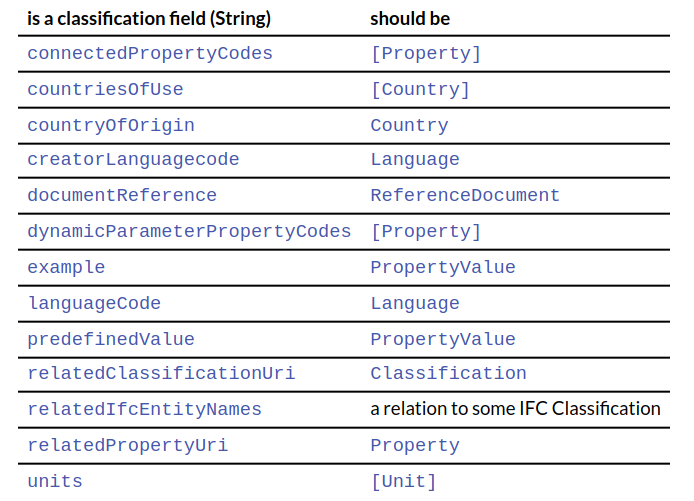 is a classification field (String) should be
connectedPropertyCodes [Property]
countriesOfUse [Country]
countryOfOrigin Country
creatorLanguagecode Language
documentReference ReferenceDocument
dynamicParameterPropertyCodes [Property]
example PropertyValue
languageCode Language
predefinedValue PropertyValue
relatedClassificationUri Classification
relatedIfcEntityNames a relation to some IFC Classification
relatedPropertyUri Property
units [Unit]